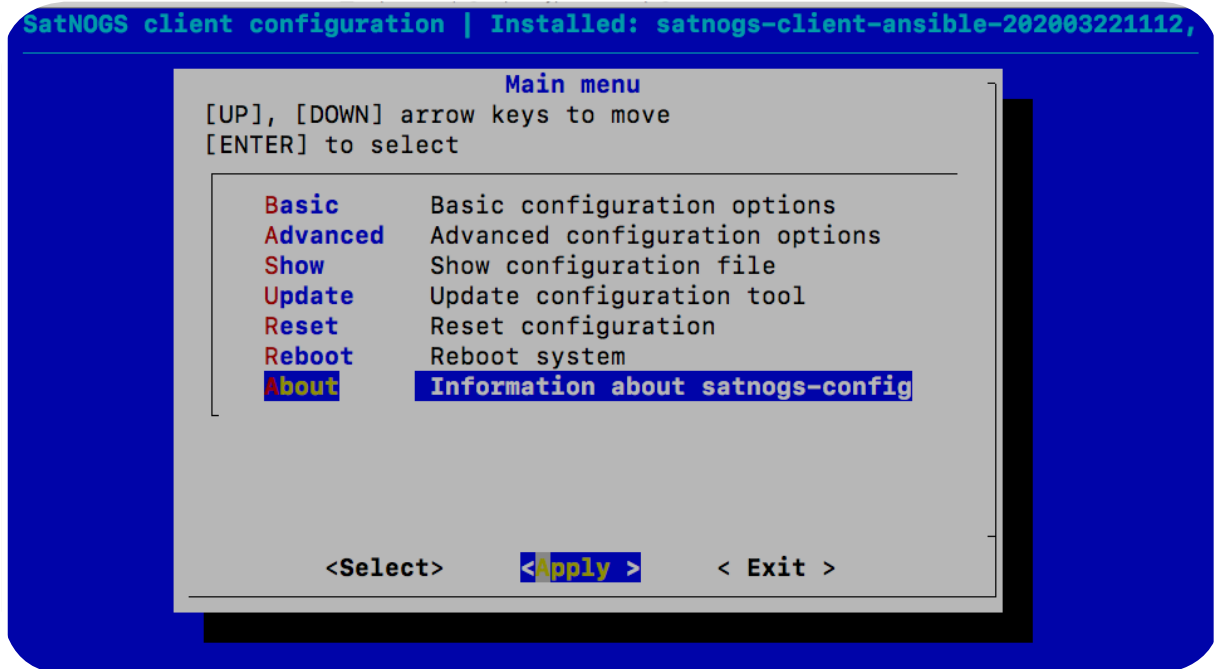 SatNOGS client configuration | Installed: satnogs-client-ansible-202003221112,
Main menu
[UP], [DOWN] arrow keys to move
[ENTER] to select
Basic Basic configuration options
Advanced Advanced configuration options
Show Show configuration file
Update Update configuration tool
Reset Reset configuration
Reboot Reboot system
About Information about satnogs-config
<Select> <Apply > < Exit >